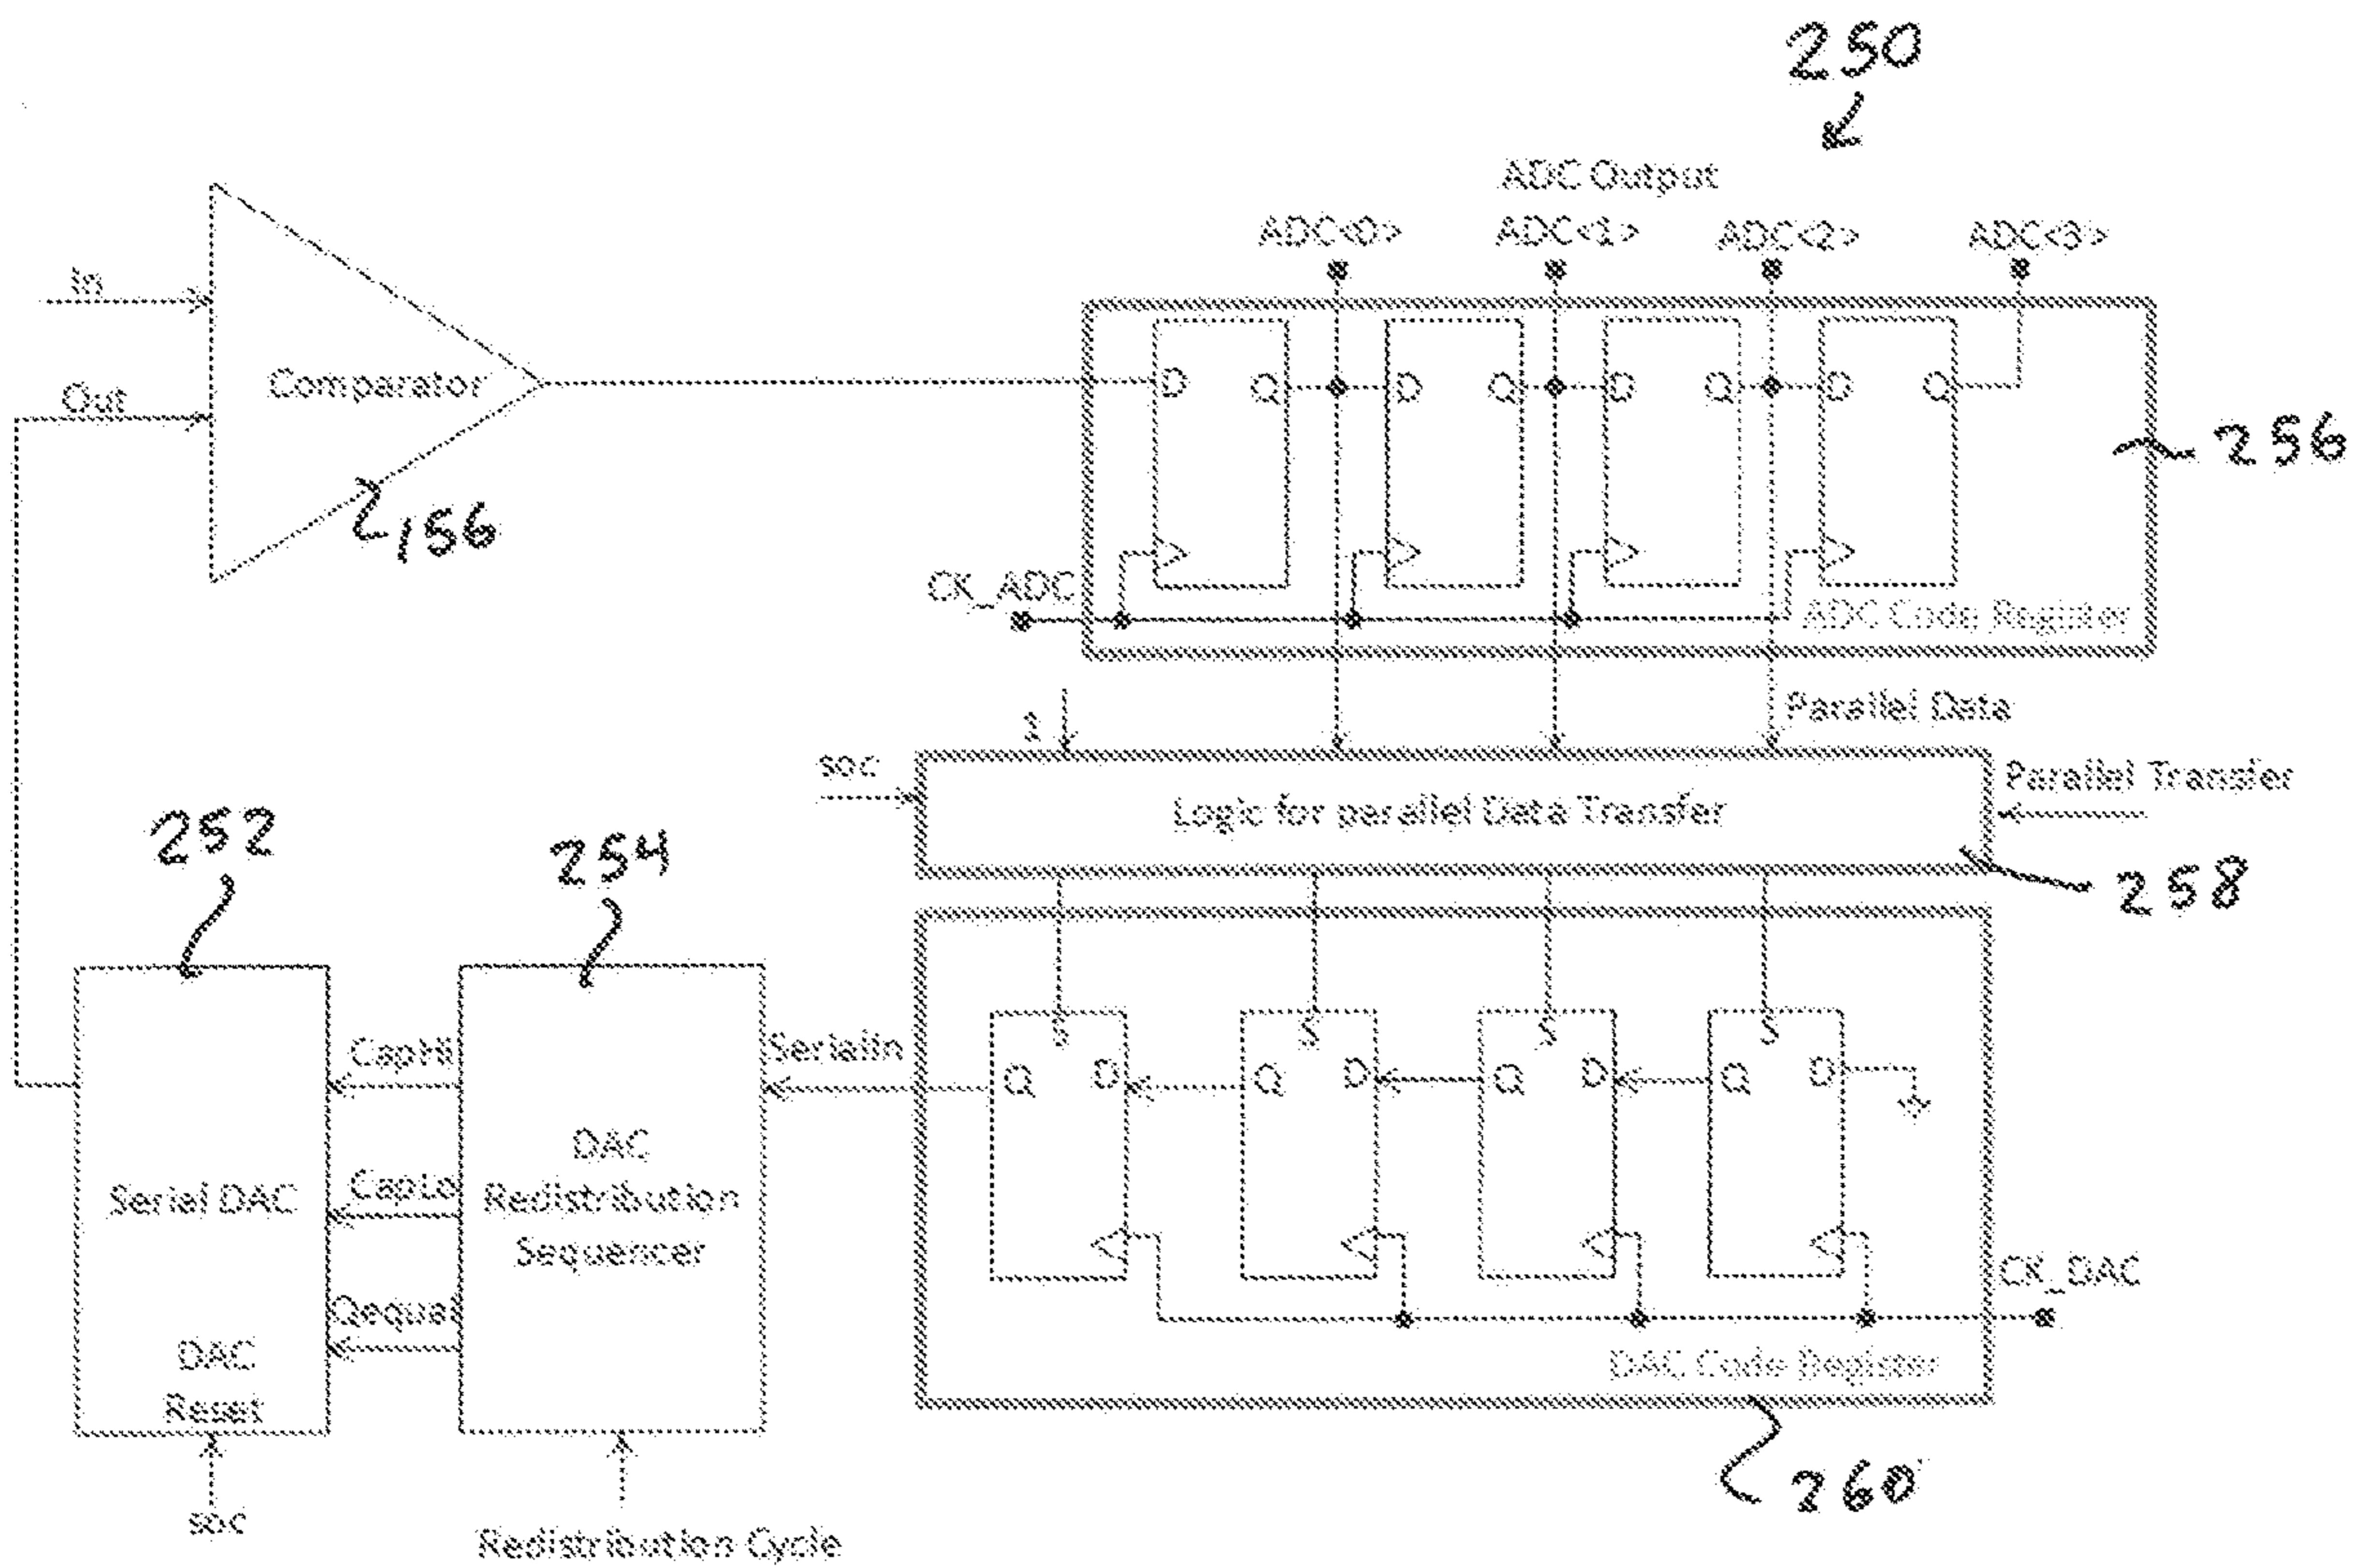 250
ADC Output
ADC<0> ADC<1> ADC<2> ADC<3>
In
Comparator
Out
156
D Q D Q D Q D Q
256
CK_ADC
ADC Code Register
1
Parallel Data
soc
Parallel Transfer
Logic for parallel Data Transfer
252
254
258
S S S S
CapHi
Serialin
Q D Q D Q D Q D
DAC
Serial DAC
CapLo
Redistribution
Sequencer
Qequal
CK_DAC
DAC
Reset
DAC Code Register
soc
Redistribution Cycle
260